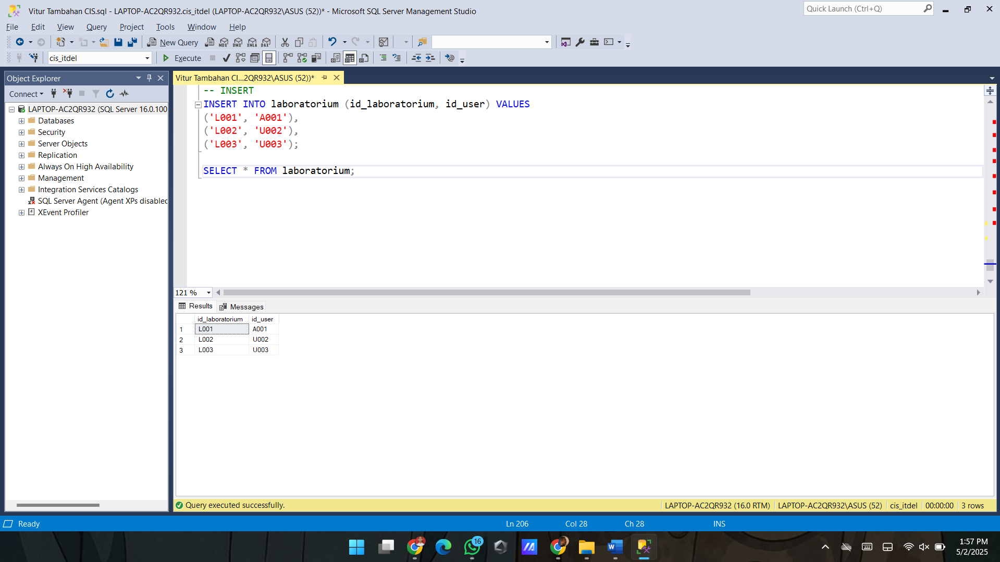 Vitur Tambahan CIS.sql - LAPTOP-AC2QR932.cis_itdel (LAPTOP-AC2QR932\ASUS (52))* - Microsoft SQL Server Management Studio
Quick Launch (Ctrl+Q)
File Edit View Query Project Tools Window Help
New Query MDX DMX XMLA DAX
cis_itdel Execute
Object Explorer
Vitur Tambahan CI...2QR932\ASUS (52))*
Connect
LAPTOP-AC2QR932 (SQL Server 16.0.100
Databases
Security
Server Objects
Replication
Always On High Availability
Management
Integration Services Catalogs
SQL Server Agent (Agent XPs disabled
XEvent Profiler
-- INSERT
INSERT INTO laboratorium (id_laboratorium, id_user) VALUES
('L001', 'A001'),
('L002', 'U002'),
('L003', 'U003');
SELECT * FROM laboratorium;
121 %
Results Messages
id_laboratorium id_user
1 L001 A001
2 L002 U002
3 L003 U003
Query executed successfully. LAPTOP-AC2QR932 (16.0 RTM) LAPTOP-AC2QR932\ASUS (52) cis_itdel 00:00:00 3 rows
Ready Ln 206 Col 28 Ch 28 INS
16
1:57 PM
5/2/2025